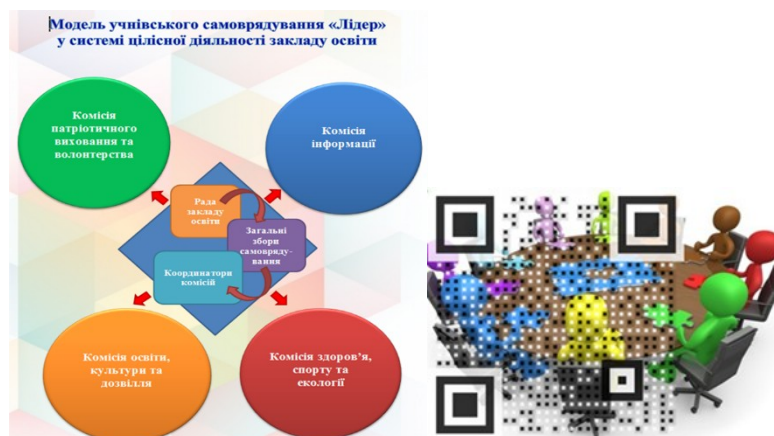 Модель учнівського самоврядування «Лідер»
у системі цілісної діяльності закладу освіти
Комісія
патріотичного
виховання та
волонтерства
Комісія
інформації
Рада
закладу
освіти
Загальні
збори
самовряду-
вання
Координатори
комісій
Комісія освіти,
культури та
дозвілля
Комісія здоров’я,
спорту та
екології